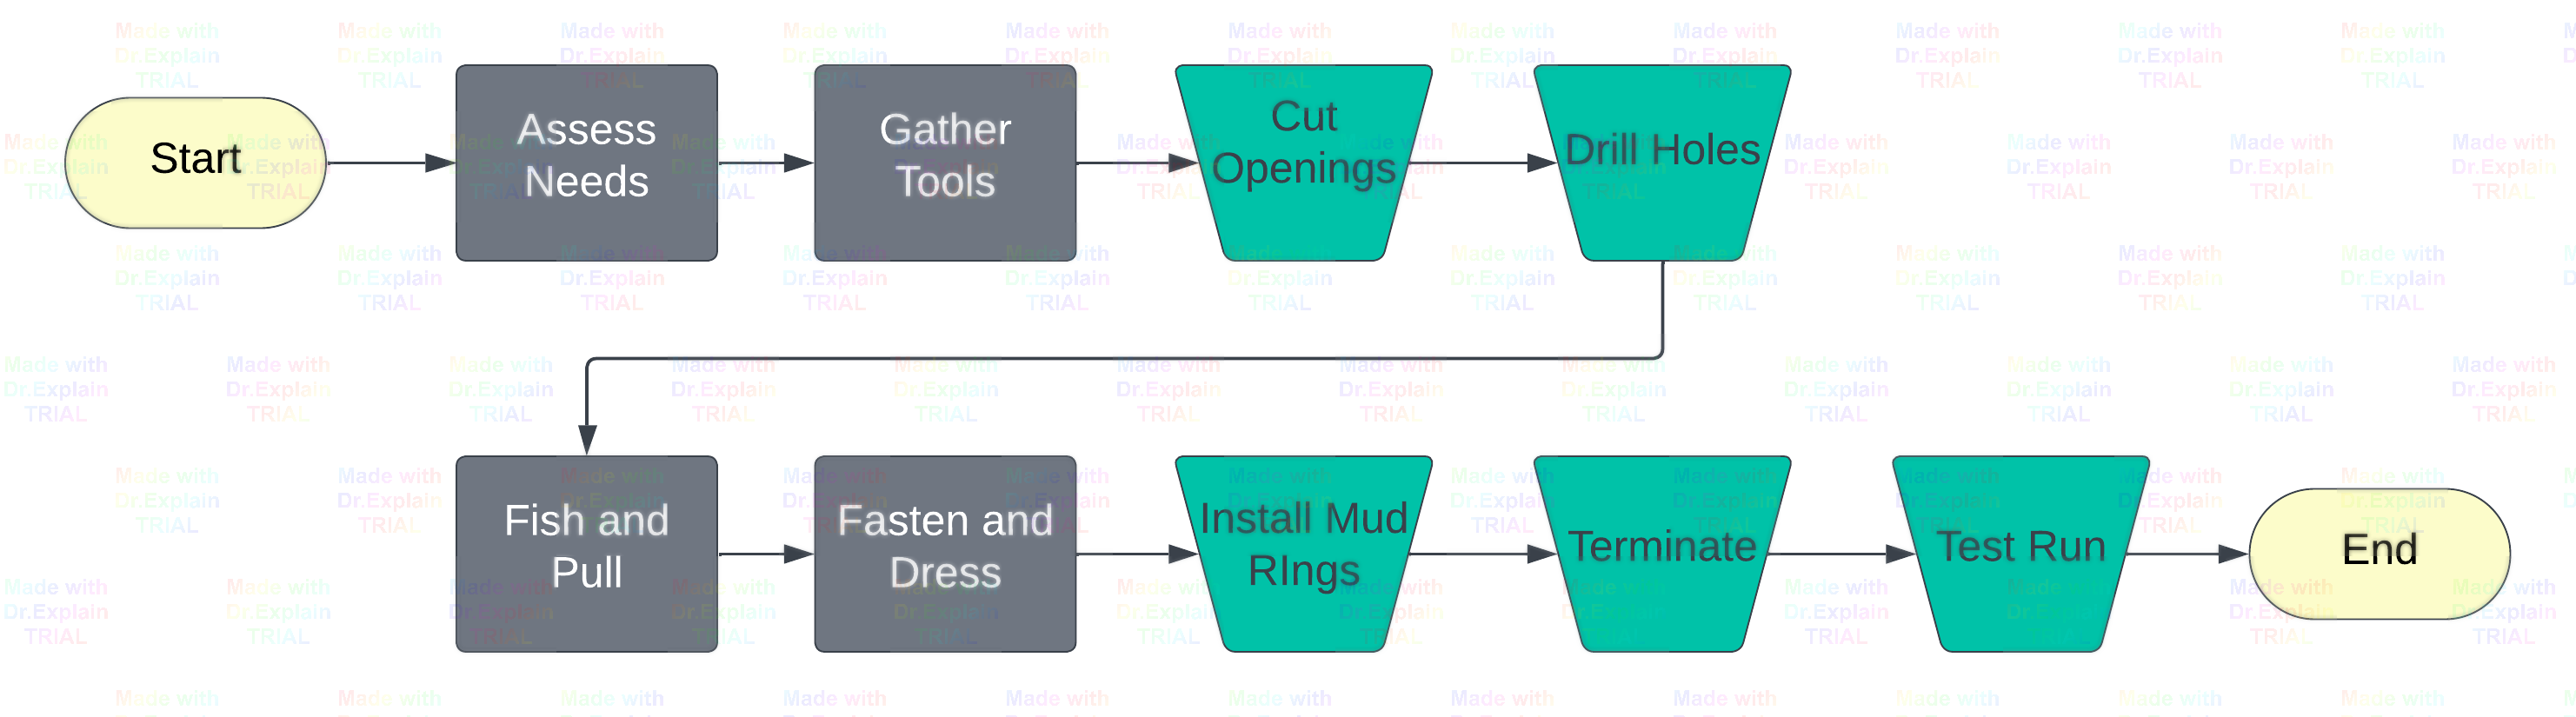 Start
Assess
Needs
Gather
Tools
Cut
Openings
Drill Holes
Fish and
Pull
Fasten and
Dress
Install Mud
RIngs
Terminate
Test Run
End
Made with
Dr.Explain
TRIAL